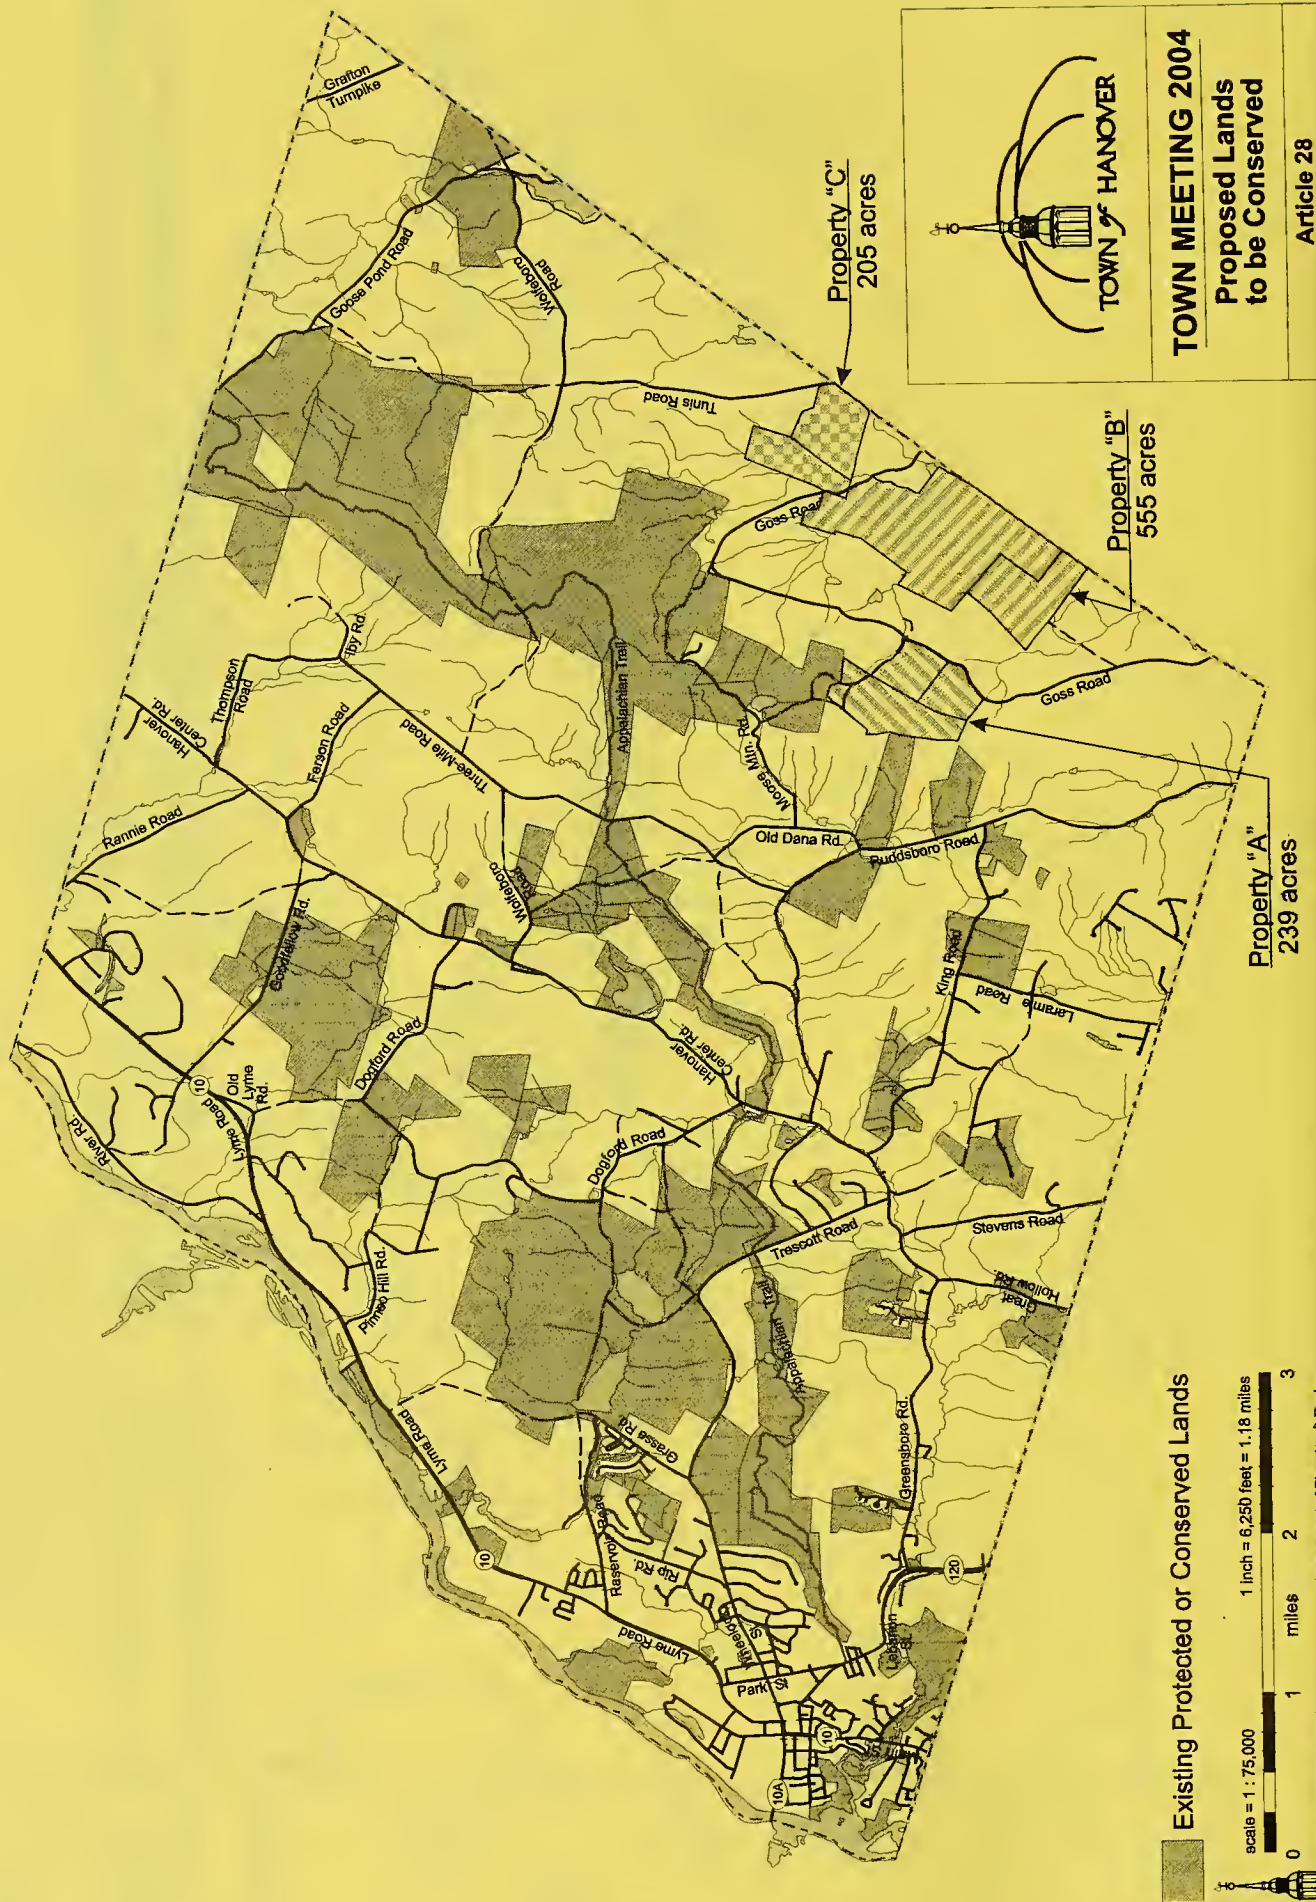 Grafton
Turnpike
Goose Pond Road
Wolfeboro
Road
Tunis Road
Property "C"
205 acres
TOWN of HANOVER
TOWN MEETING 2004
Proposed Lands
to be Conserved
Article 28
Property "B"
555 acres
Goss Road
Goss Road
Property "A"
239 acres
Hanover
Center Rd.
Thompson
Road
Ferson Road
Three-Mile Road
Rannie Road
Appalachian Trail
Moose Mtn. Rd.
Old Dana Rd.
Ruddsboro Road
Wolfeboro
Road
Goodfellow Rd.
River Rd.
10
Old
Lyme
Rd.
Lyme Road
Dogford Road
Hanover
Center Rd.
King Road
Laramie Road
Dogford Road
Pinneo Hill Rd.
Trescott Road
Stevens Road
Great
Hollow Rd.
Appalachian Trail
Lyme Road
Grasse Rd.
Greensboro Rd.
10
Reservoir Road
Rip Rd.
120
Lyme Road
Wheelock
St.
Lebanon
St.
Park St
10
10A
Existing Protected or Conserved Lands
scale = 1 : 75,000
1 inch = 6,250 feet = 1.18 miles
0 1 miles 2 3